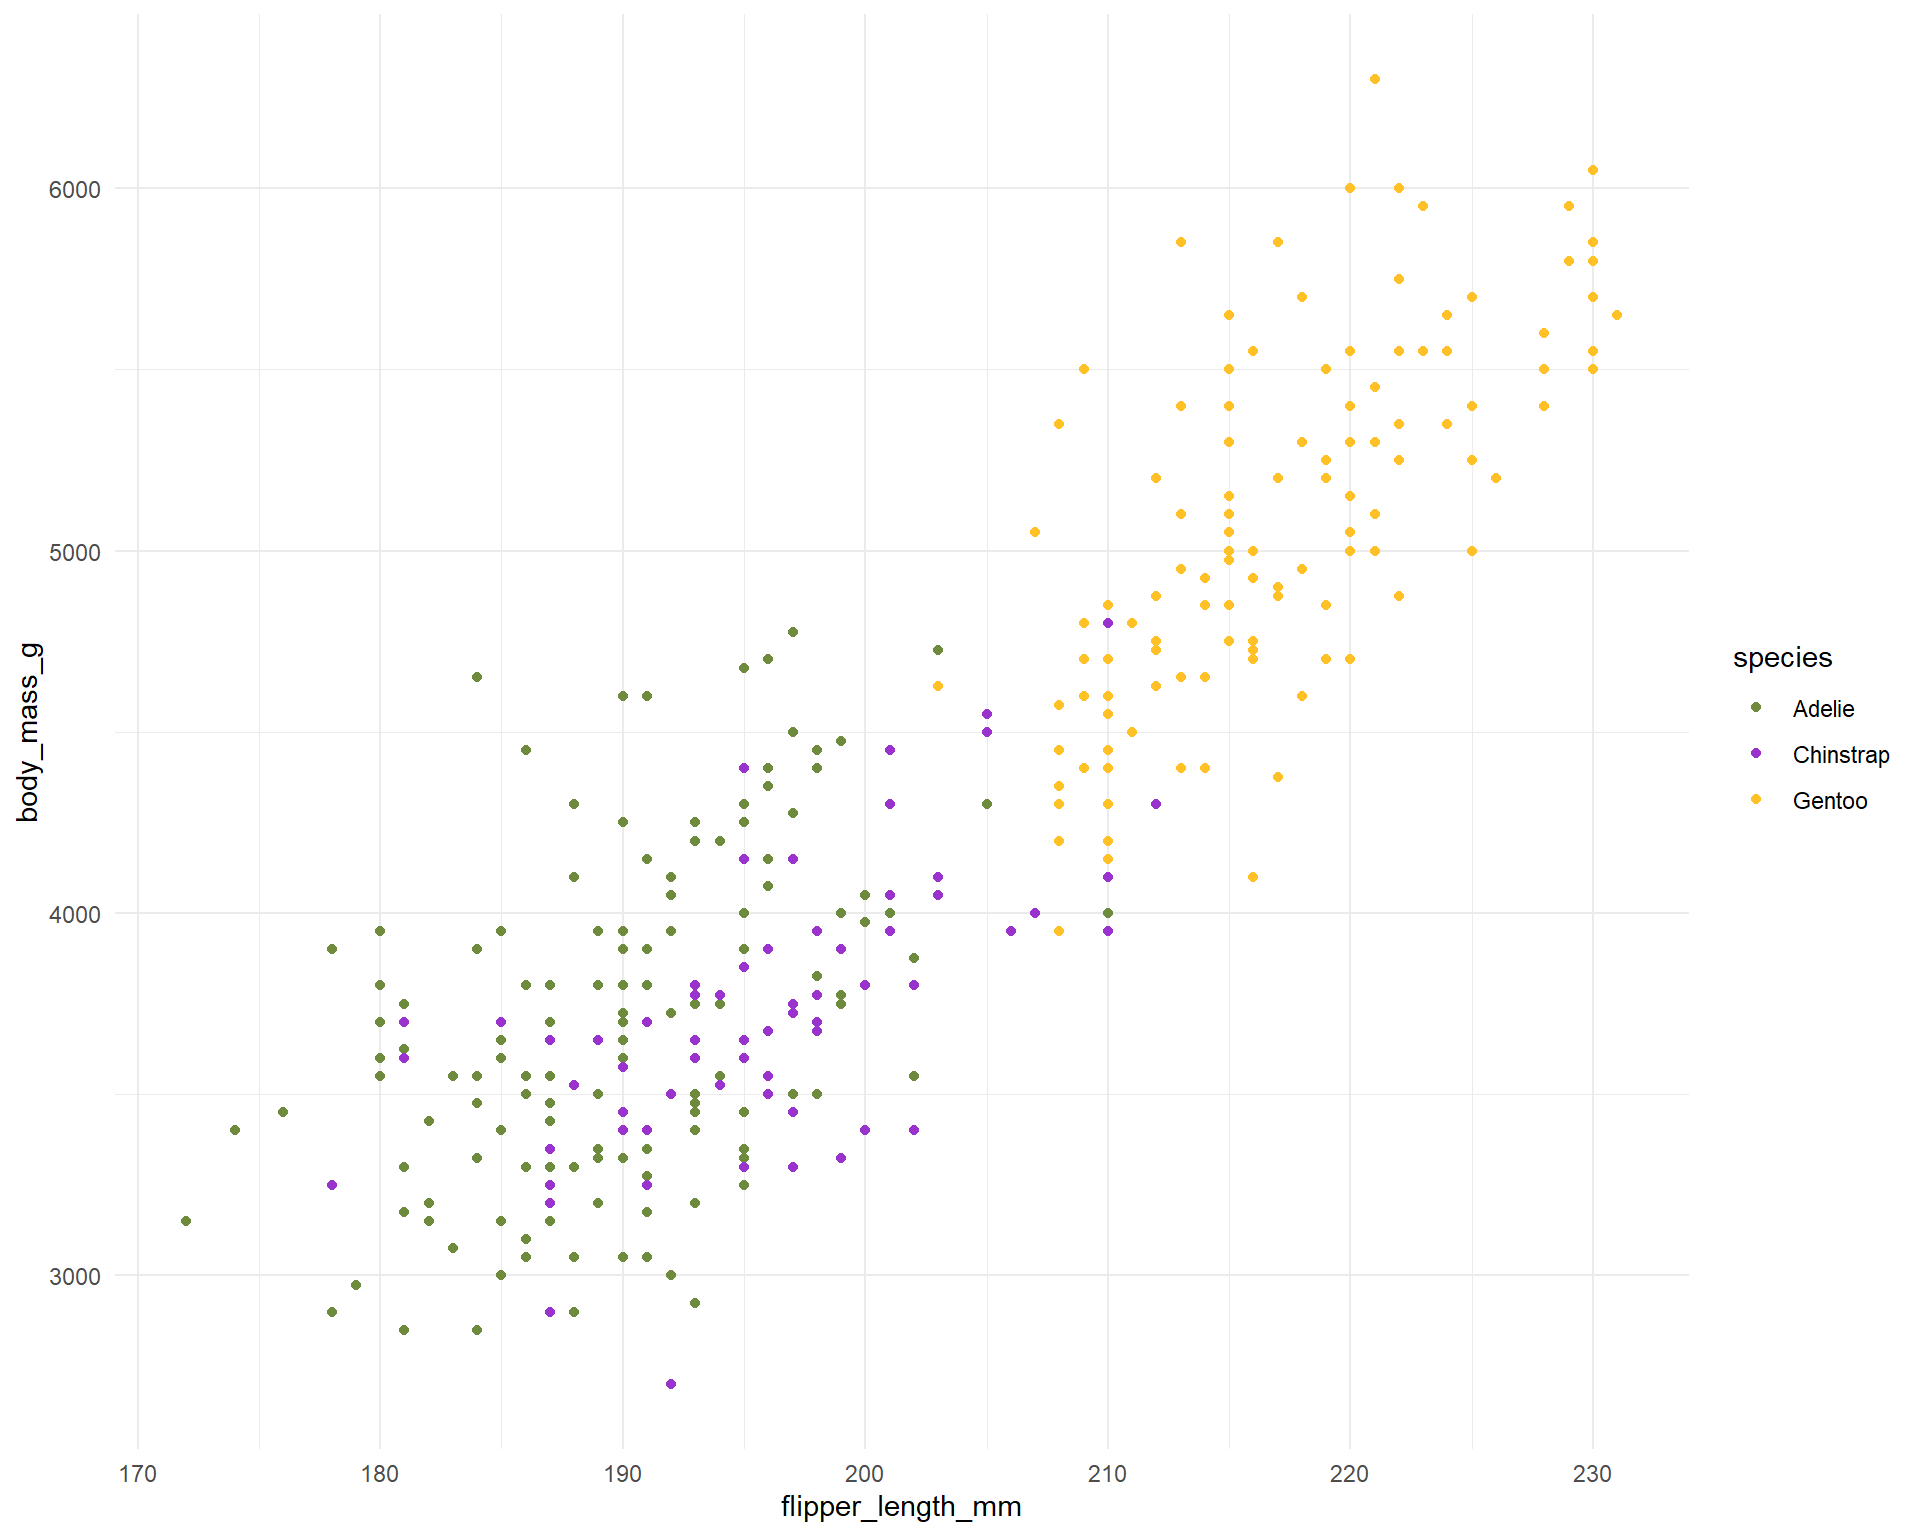 6000
5000
4000
3000
body_mass_g
170 180 190 200 210 220 230
flipper_length_mm
species
Adelie
Chinstrap
Gentoo